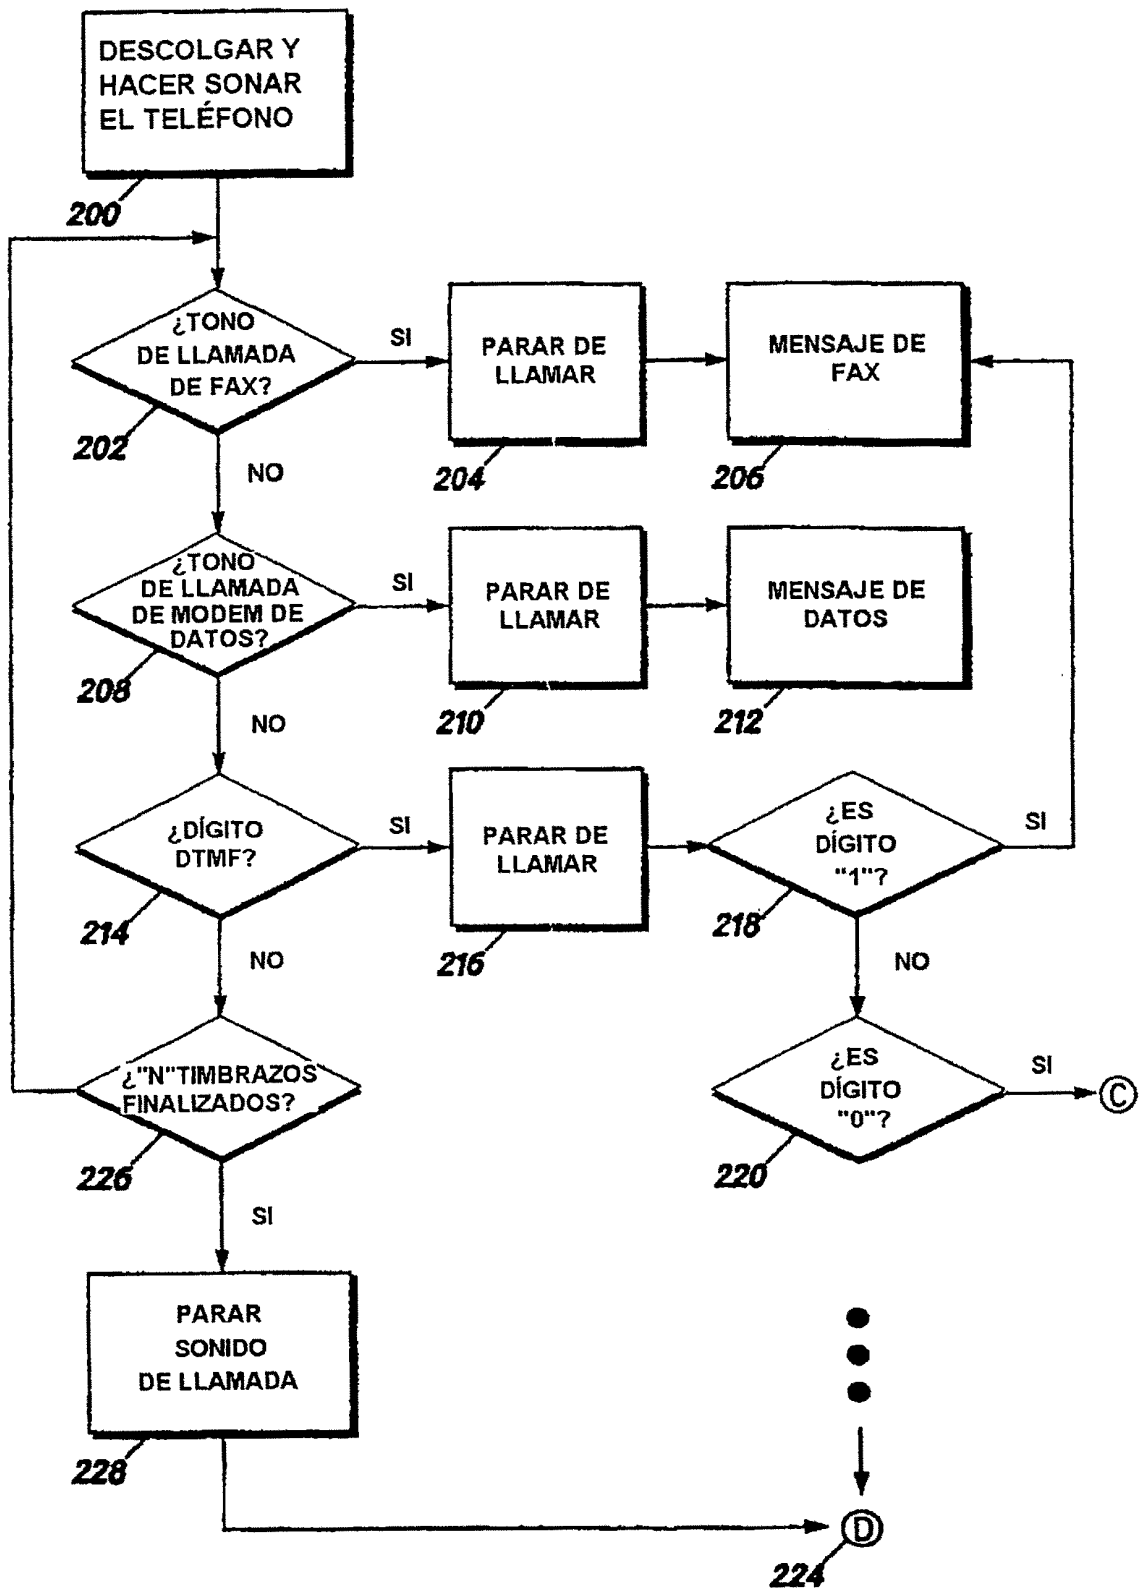 DESCOLGAR Y
HACER SONAR
EL TELÉFONO
200
¿TONO
DE LLAMADA
DE FAX?
202
SI
PARAR DE
LLAMAR
204
MENSAJE DE
FAX
206
NO
¿TONO
DE LLAMADA
DE MODEM DE
DATOS?
208
SI
PARAR DE
LLAMAR
210
MENSAJE DE
DATOS
212
NO
¿DÍGITO
DTMF?
214
SI
PARAR DE
LLAMAR
216
¿ES
DÍGITO
"1"?
218
SI
NO
NO
¿"N"TIMBRAZOS
FINALIZADOS?
226
¿ES
DÍGITO
"0"?
220
SI
C
SI
PARAR
SONIDO
DE LLAMADA
228
D
224